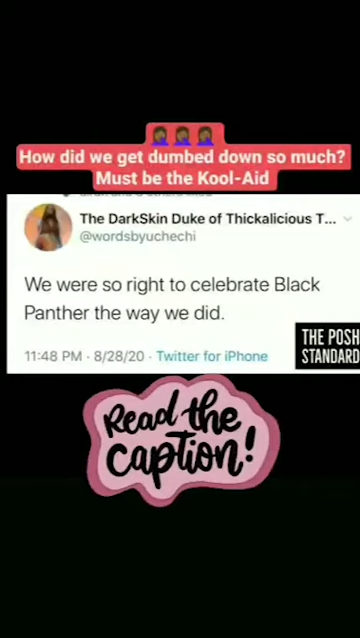 🤦🏾‍♀️🤦🏾‍♀️🤦🏾‍♀️
How did we get dumbed down so much?
Must be the Kool-Aid
The DarkSkin Duke of Thickalicious T...
@wordsbyuchechi
We were so right to celebrate Black
Panther the way we did.
11:48 PM · 8/28/20 · Twitter for iPhone
THE POSH
STANDARD
Read the
caption!